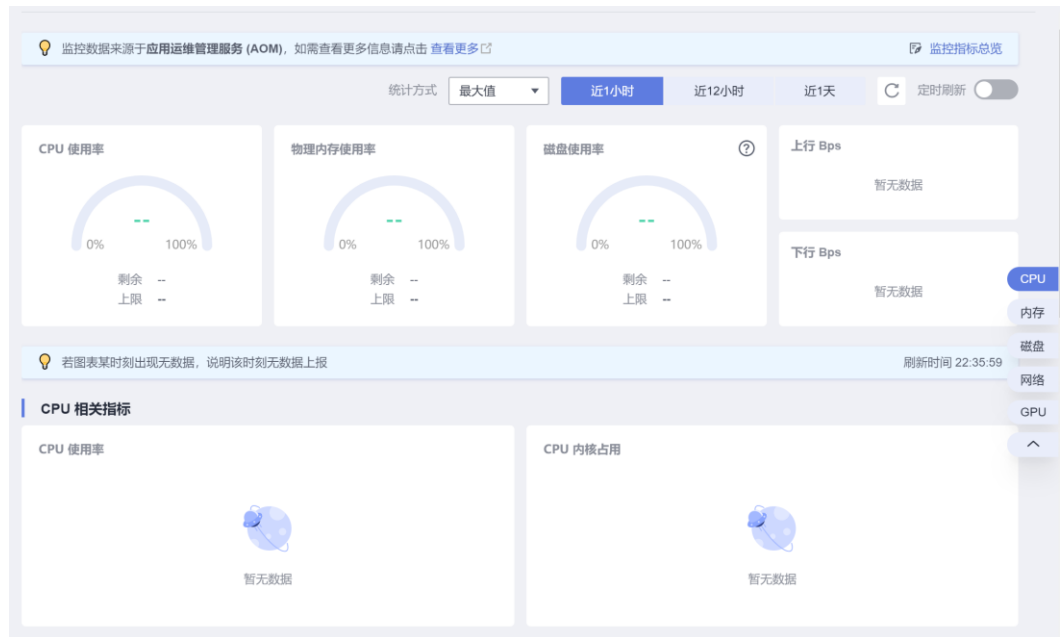 监控数据来源于应用运维管理服务 (AOM)，如需查看更多信息请点击 查看更多
监控指标总览
统计方式 最大值 近1小时 近12小时 近1天 定时刷新
CPU 使用率
--
0% 100%
剩余 --
上限 --
物理内存使用率
--
0% 100%
剩余 --
上限 --
磁盘使用率
--
0% 100%
剩余 --
上限 --
上行 Bps
暂无数据
下行 Bps
暂无数据
若图表某时刻出现无数据，说明该时刻无数据上报
刷新时间 22:35:59
CPU 相关指标
CPU 使用率
暂无数据
CPU 内核占用
暂无数据
CPU
内存
磁盘
网络
GPU